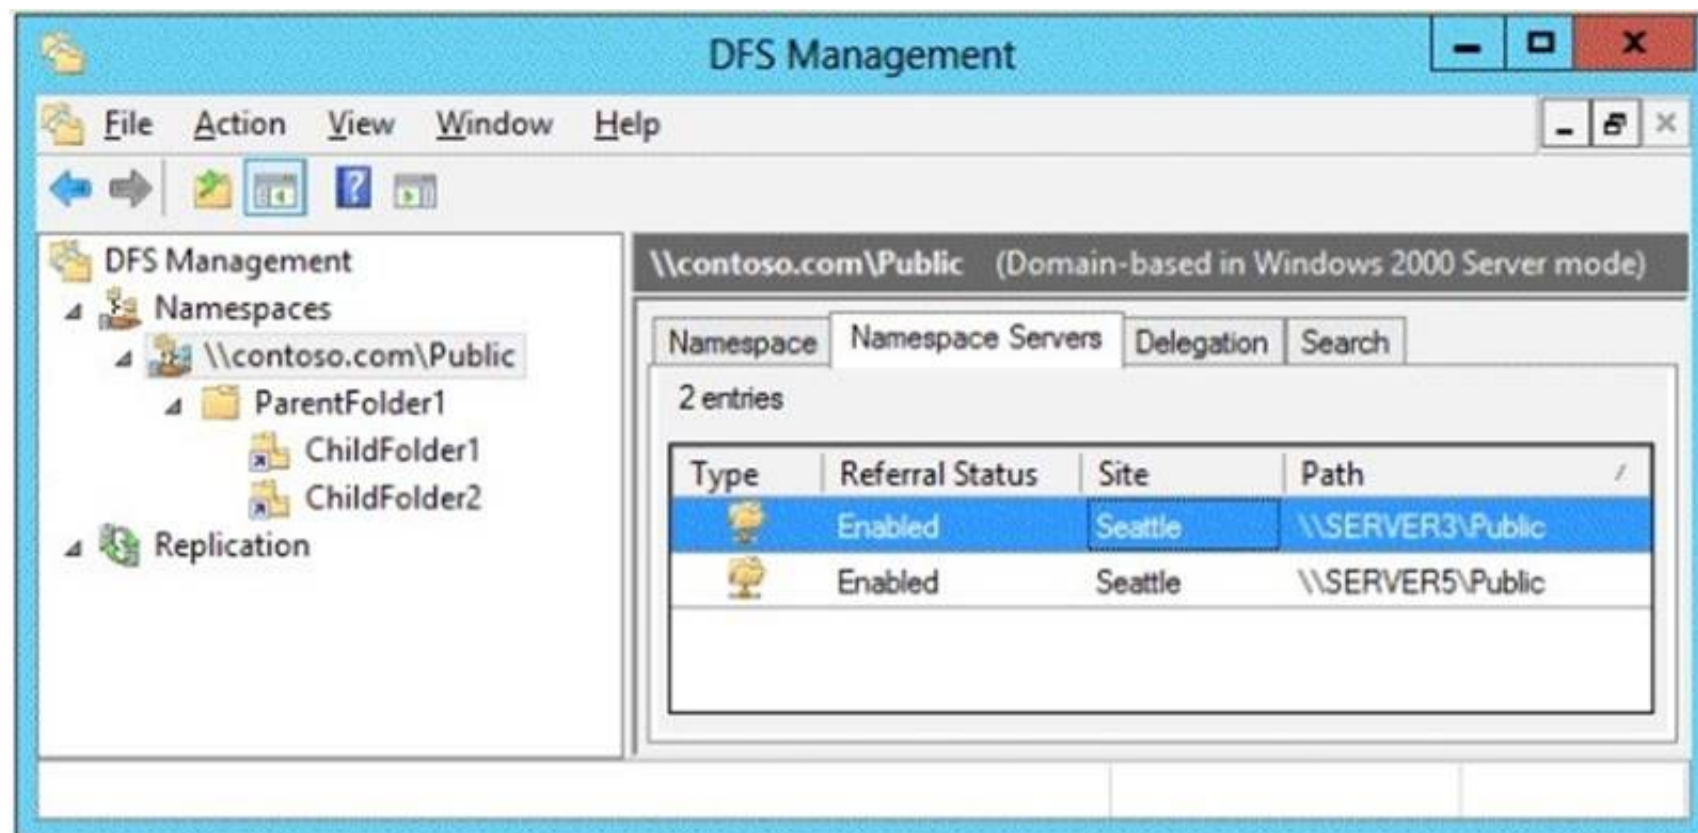 DFS Management
File Action View Window Help
DFS Management
Namespaces
\\contoso.com\Public
ParentFolder1
ChildFolder1
ChildFolder2
Replication
\\contoso.com\Public (Domain-based in Windows 2000 Server mode)
Namespace Namespace Servers Delegation Search
2 entries
Type Referral Status Site Path
Enabled Seattle \\SERVER3\Public
Enabled Seattle \\SERVER5\Public